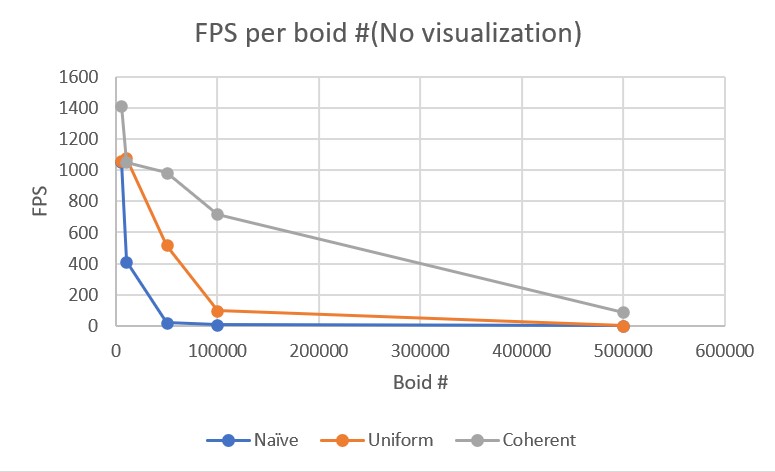 FPS per boid #(No visualization)
1600
1400
1200
1000
800
600
400
200
0
FPS
0 100000 200000 300000 400000 500000 600000
Boid #
Naïve Uniform Coherent